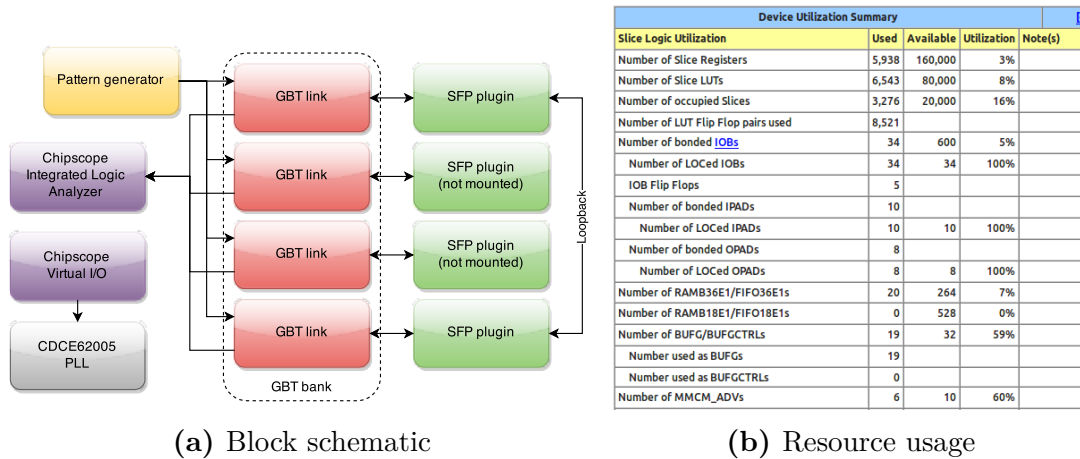 Pattern generator
Chipscope
Integrated Logic
Analyzer
Chipscope
Virtual I/O
CDCE62005
PLL
GBT link
GBT link
GBT link
GBT link
GBT bank
SFP plugin
SFP plugin
(not mounted)
SFP plugin
(not mounted)
SFP plugin
Loopback
(a) Block schematic
Device Utilization Summary
Slice Logic Utilization Used Available Utilization Note(s)
Number of Slice Registers 5,938 160,000 3%
Number of Slice LUTs 6,543 80,000 8%
Number of occupied Slices 3,276 20,000 16%
Number of LUT Flip Flop pairs used 8,521
Number of bonded IOBs 34 600 5%
Number of LOCed IOBs 34 34 100%
IOB Flip Flops 5
Number of bonded IPADs 10
Number of LOCed IPADs 10 10 100%
Number of bonded OPADs 8
Number of LOCed OPADs 8 8 100%
Number of RAMB36E1/FIFO36E1s 20 264 7%
Number of RAMB18E1/FIFO18E1s 0 528 0%
Number of BUFG/BUFGCTRLs 19 32 59%
Number used as BUFGs 19
Number used as BUFGCTRLs 0
Number of MMCM_ADVs 6 10 60%
(b) Resource usage